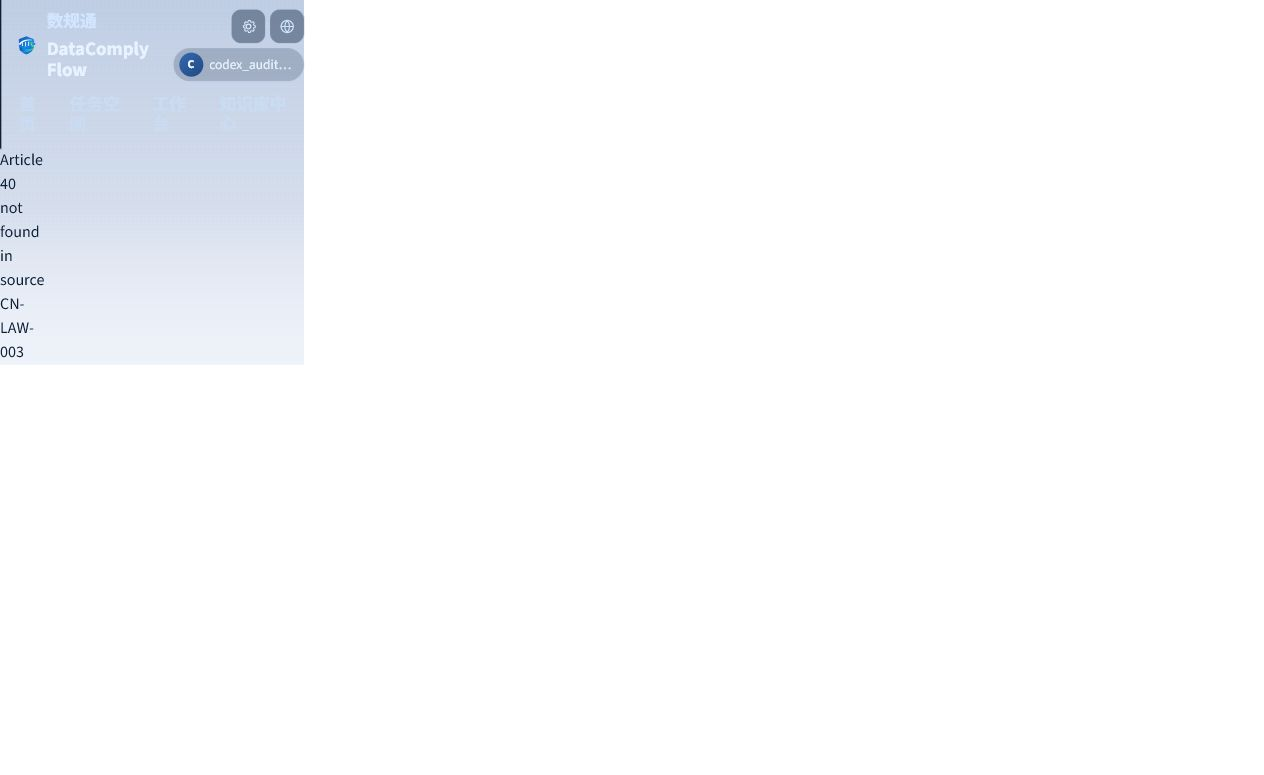 数规通
DataComply
Flow
C codex_audit...
首页
任务空间
工作台
知识库中心
Article
40
not
found
in
source
CN-
LAW-
003